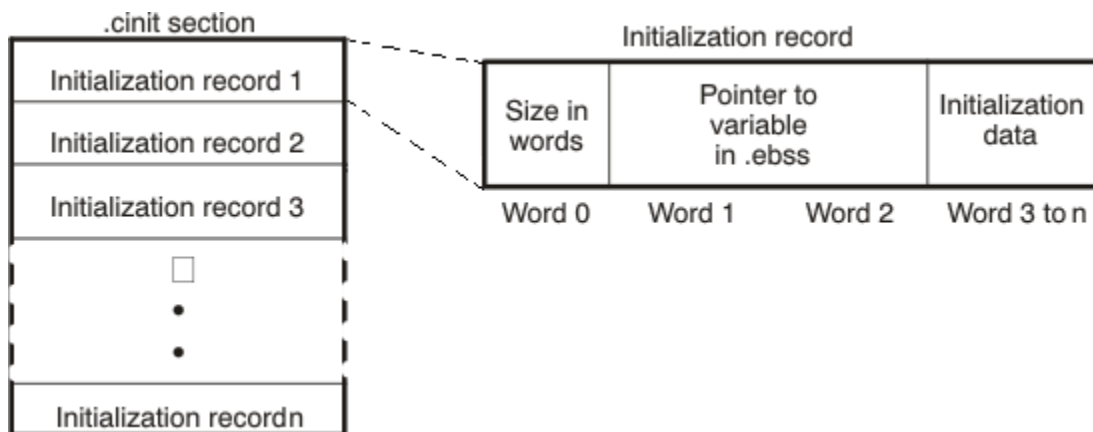 .cinit section
Initialization record 1
Initialization record 2
Initialization record 3
Initialization recordn
Initialization record
Size in
words
Pointer to
variable
in .ebss
Initialization
data
Word 0
Word 1
Word 2
Word 3 to n